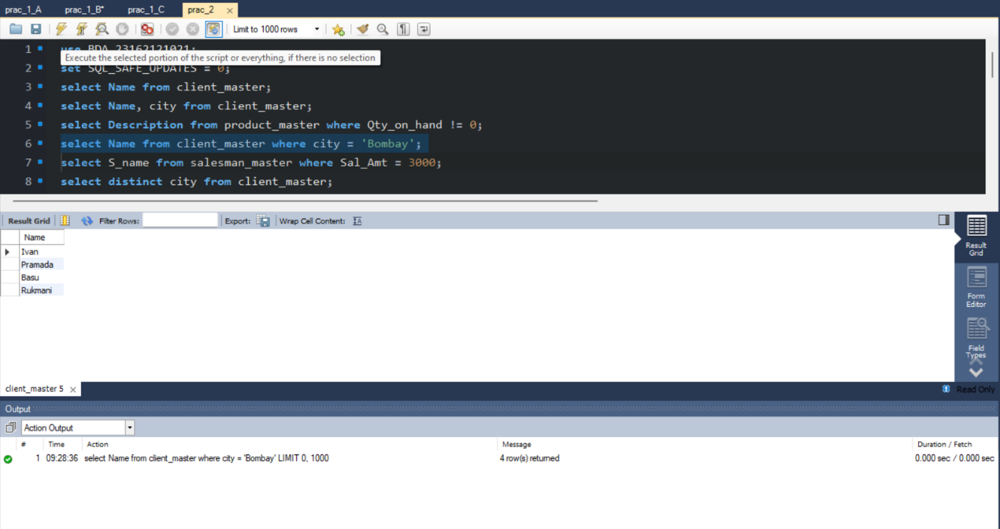 prac_1_A prac_1_B* prac_1_C prac_2
Limit to 1000 rows
1 use BDA_23162121021;
Execute the selected portion of the script or everything, if there is no selection
2 set SQL_SAFE_UPDATES = 0;
3 select Name from client_master;
4 select Name, city from client_master;
5 select Description from product_master where Qty_on_hand != 0;
6 select Name from client_master where city = 'Bombay';
7 select S_name from salesman_master where Sal_Amt = 3000;
8 select distinct city from client_master;
Result Grid Filter Rows: Export: Wrap Cell Content:
Name
Ivan
Pramada
Basu
Rukmani
Result
Grid
Form
Editor
Field
Types
client_master 5
Read Only
Output
Action Output
# Time Action Message Duration / Fetch
1 09:28:36 select Name from client_master where city = 'Bombay' LIMIT 0, 1000 4 row(s) returned 0.000 sec / 0.000 sec